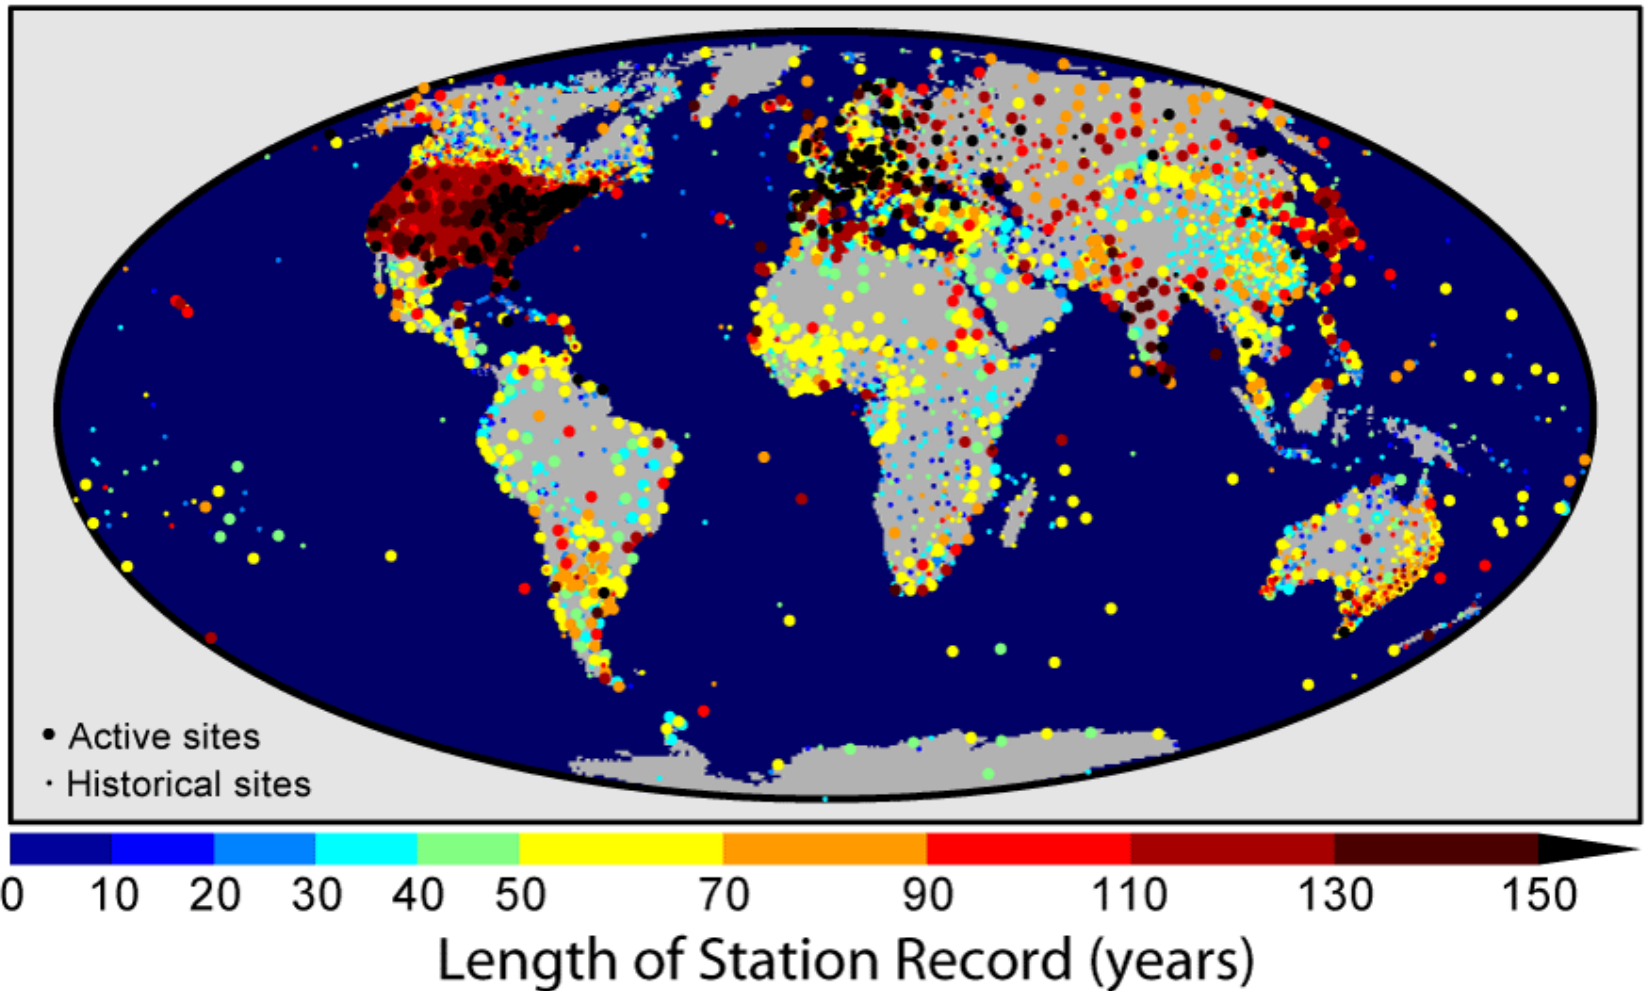 Active sites
Historical sites
0 10 20 30 40 50 70 90 110 130 150
Length of Station Record (years)